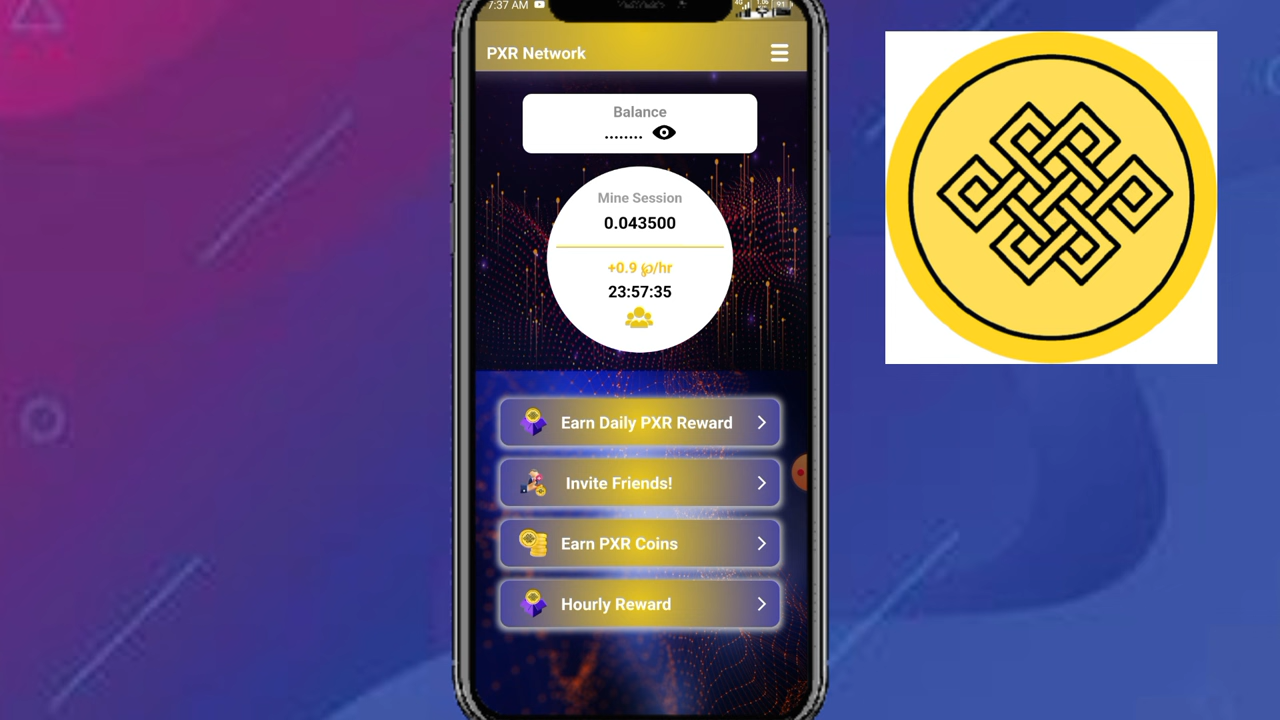 7:37 AM
PXR Network
Balance
........
Mine Session
0.043500
+0.9 ℘/hr
23:57:35
Earn Daily PXR Reward
Invite Friends!
Earn PXR Coins
Hourly Reward